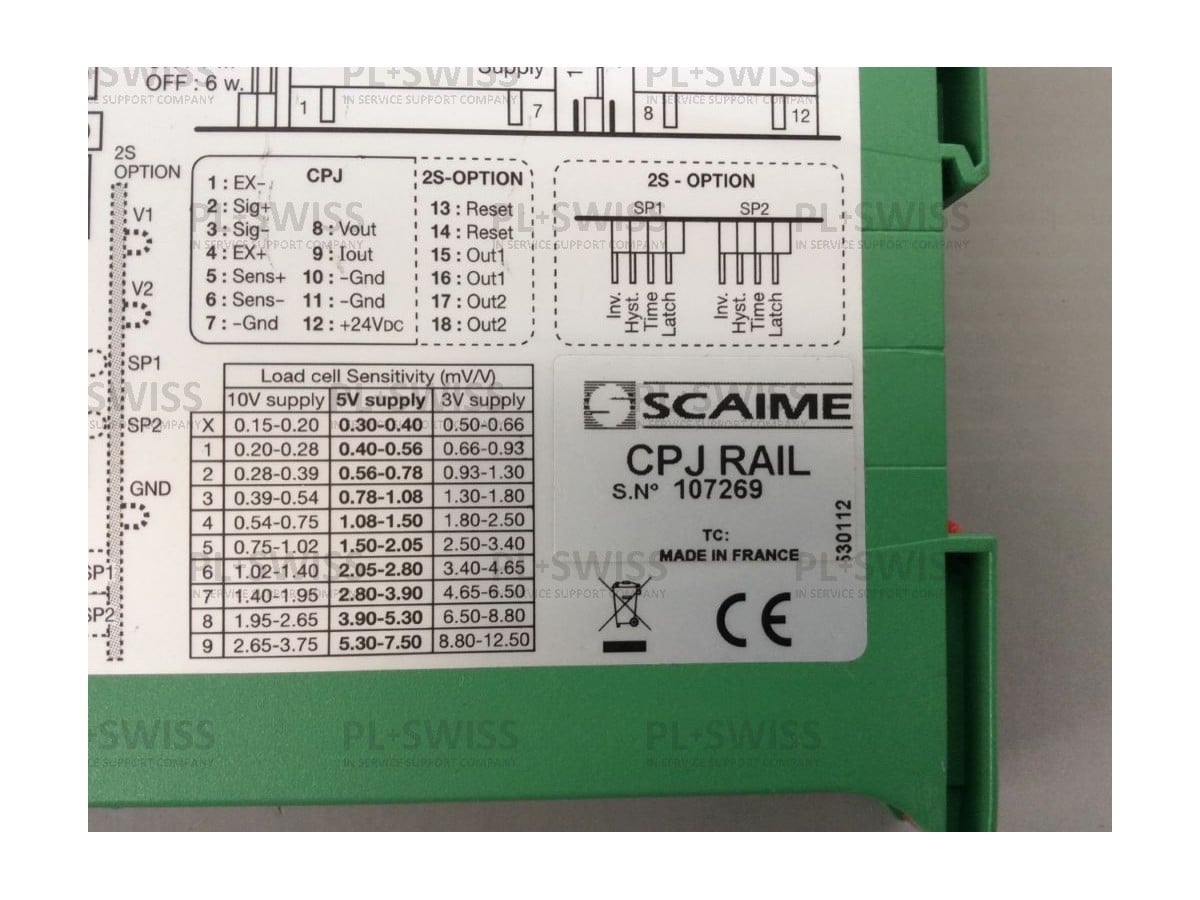 OFF : 6 w.
1
7
1
8
12
2S
OPTION
V1
V2
SP1
SP2
GND
SP1
SP2
CPJ
1 : EX–
2 : Sig+
3 : Sig–
4 : EX+
5 : Sens+
6 : Sens–
7 : –Gnd
8 : Vout
9 : Iout
10 : –Gnd
11 : –Gnd
12 : +24VDC
2S-OPTION
13 : Reset
14 : Reset
15 : Out1
16 : Out1
17 : Out2
18 : Out2
2S - OPTION
SP1 SP2
Inv. Hyst. Time Latch Inv. Hyst. Time Latch
Load cell Sensitivity (mV/V)
10V supply 5V supply 3V supply
X 0.15-0.20 0.30-0.40 0.50-0.66
1 0.20-0.28 0.40-0.56 0.66-0.93
2 0.28-0.39 0.56-0.78 0.93-1.30
3 0.39-0.54 0.78-1.08 1.30-1.80
4 0.54-0.75 1.08-1.50 1.80-2.50
5 0.75-1.02 1.50-2.05 2.50-3.40
6 1.02-1.40 2.05-2.80 3.40-4.65
7 1.40-1.95 2.80-3.90 4.65-6.50
8 1.95-2.65 3.90-5.30 6.50-8.80
9 2.65-3.75 5.30-7.50 8.80-12.50
S SCAIME
CPJ RAIL
S.Nº 107269
TC:
MADE IN FRANCE
CE
PL+SWISS
IN SERVICE SUPPORT COMPANY